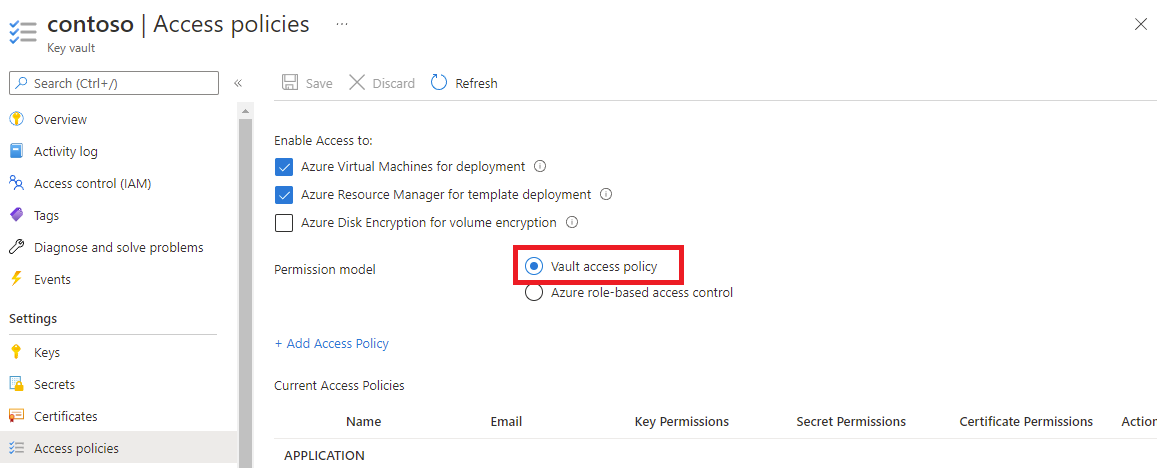 contoso | Access policies ...
Key vault
Search (Ctrl+/)
«
Overview
Activity log
Access control (IAM)
Tags
Diagnose and solve problems
Events
Settings
Keys
Secrets
Certificates
Access policies
Save Discard Refresh
Enable Access to:
Azure Virtual Machines for deployment
Azure Resource Manager for template deployment
Azure Disk Encryption for volume encryption
Permission model
Vault access policy
Azure role-based access control
+ Add Access Policy
Current Access Policies
Name Email Key Permissions Secret Permissions Certificate Permissions Action
APPLICATION